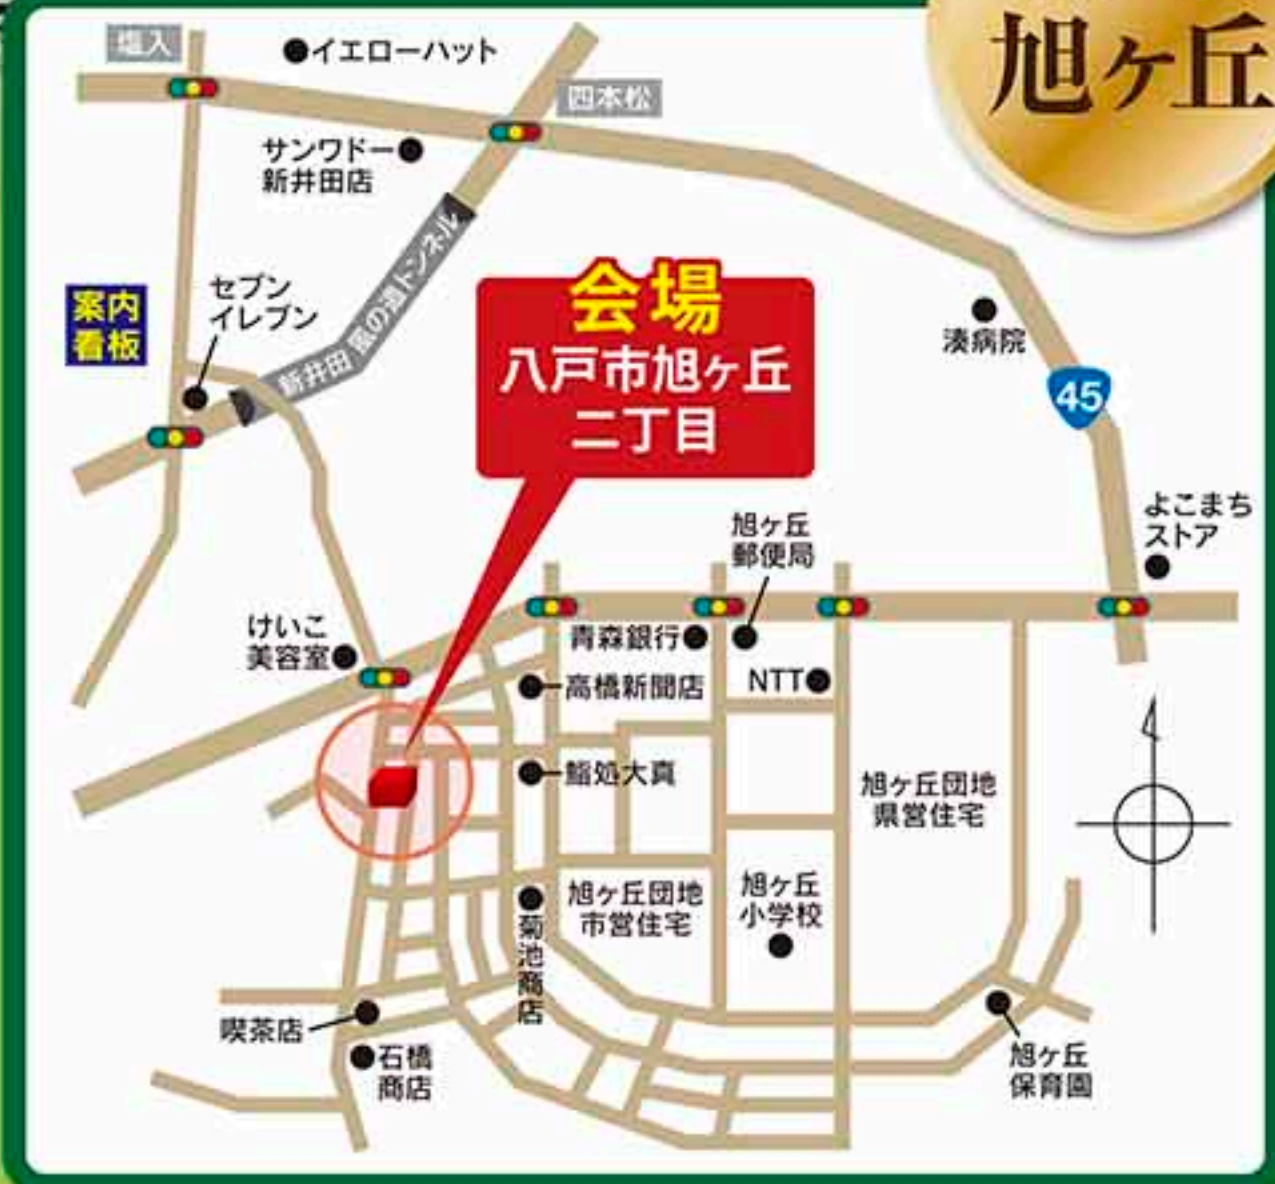 塩入
イエローハット
旭ヶ丘
四本松
サンワドー
新井田店
新井田 風の道トンネル
案内
看板
セブン
イレブン
会場
八戸市旭ヶ丘
二丁目
湊病院
45
よこまち
ストア
旭ヶ丘
郵便局
けいこ
美容室
青森銀行
高橋新聞店
NTT
鮨処大真
旭ヶ丘団地
県営住宅
旭ヶ丘団地
市営住宅
旭ヶ丘
小学校
菊池商店
喫茶店
石橋
商店
旭ヶ丘
保育園